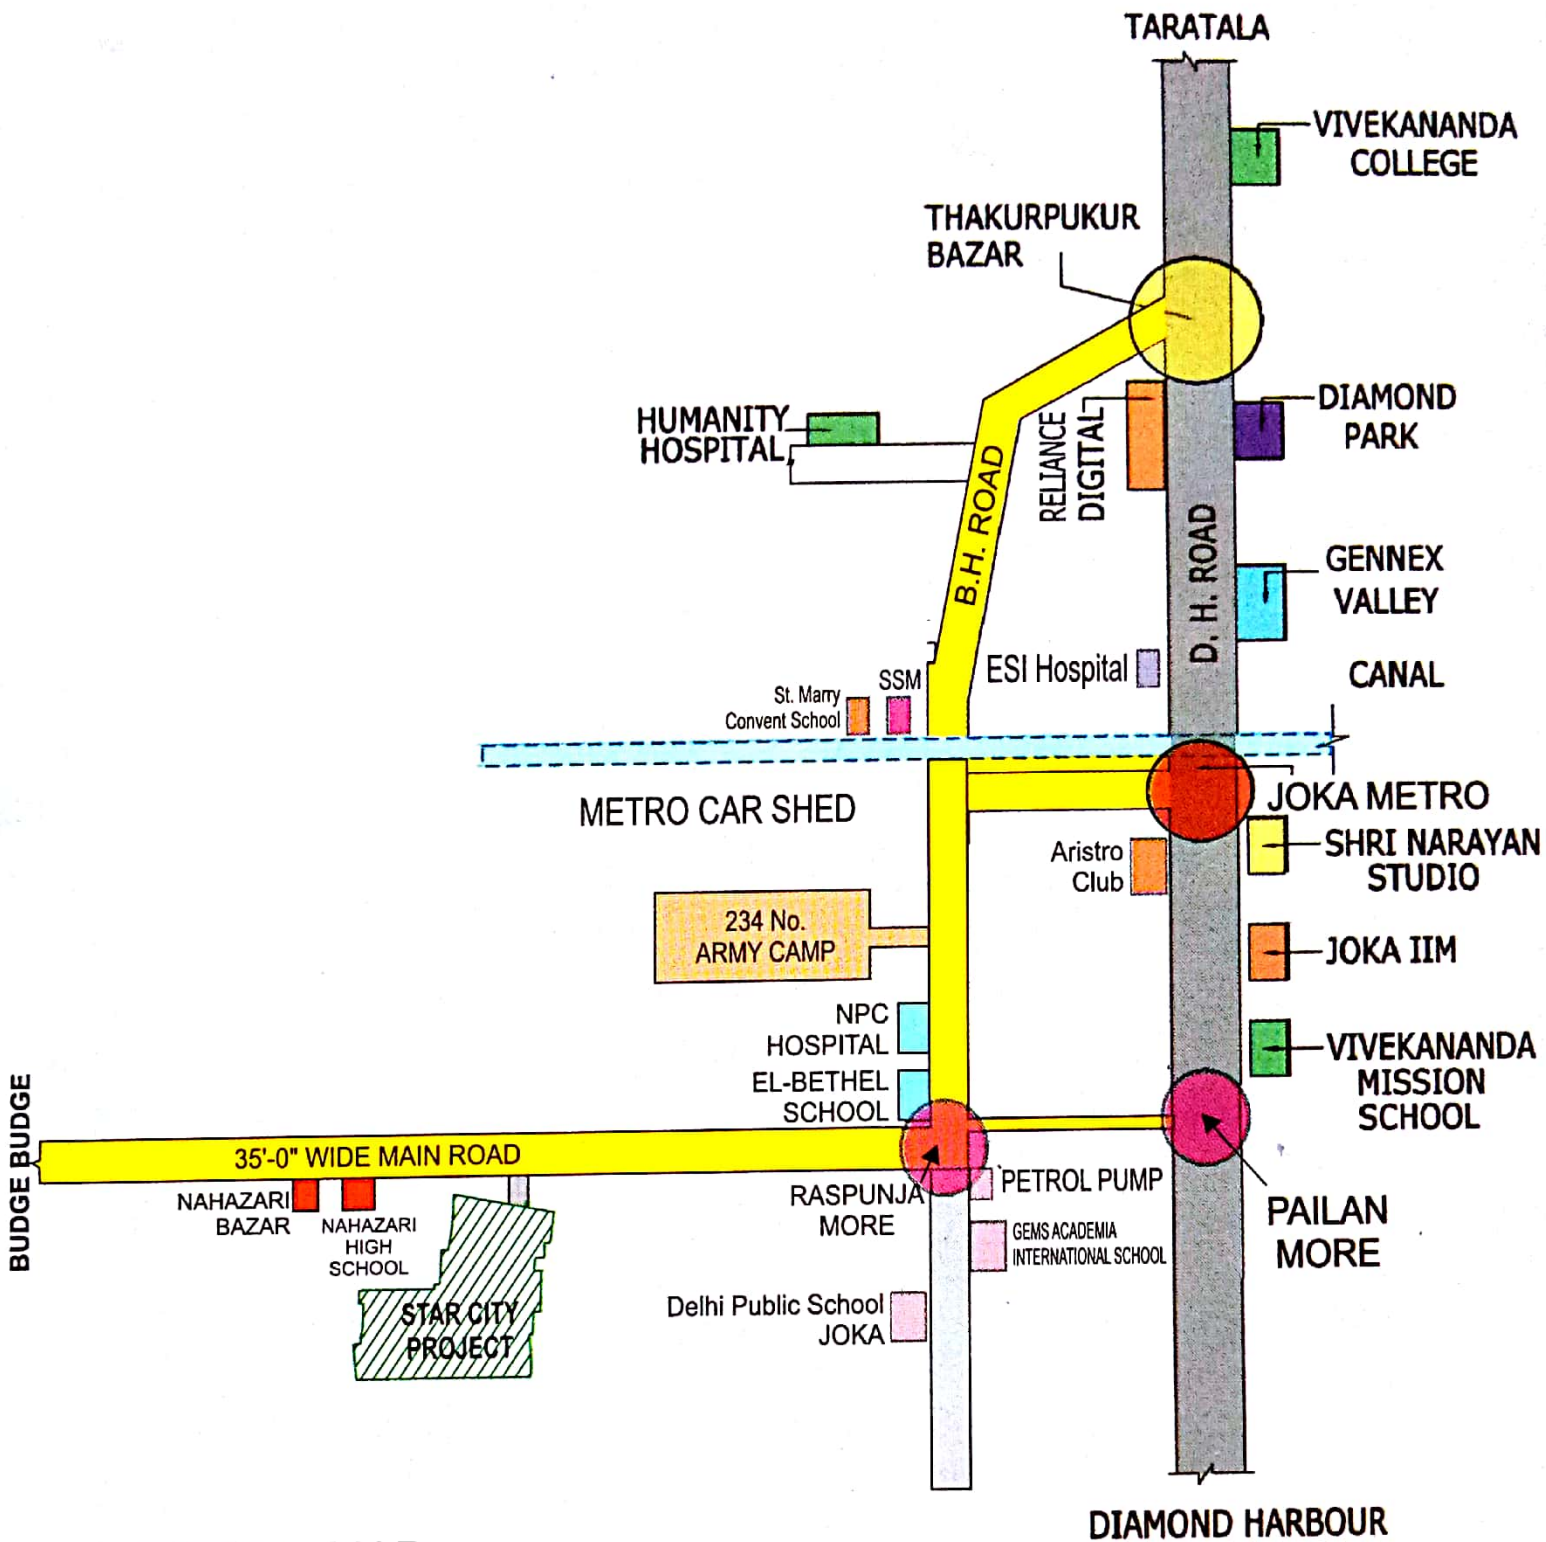 TARATALA
VIVEKANANDA
COLLEGE
THAKURPUKUR
BAZAR
HUMANITY
HOSPITAL
RELIANCE
DIGITAL
DIAMOND
PARK
B.H. ROAD
D. H. ROAD
GENNEX
VALLEY
ESI Hospital
CANAL
SSM
St. Marry
Convent School
METRO CAR SHED
JOKA METRO
SHRI NARAYAN
STUDIO
Aristro
Club
234 No.
ARMY CAMP
JOKA IIM
NPC
HOSPITAL
EL-BETHEL
SCHOOL
VIVEKANANDA
MISSION
SCHOOL
BUDGE BUDGE
35'-0" WIDE MAIN ROAD
NAHAZARI
BAZAR
NAHAZARI
HIGH
SCHOOL
RASPUNJA
MORE
PETROL PUMP
PAILAN
MORE
GEMS ACADEMIA
INTERNATIONAL SCHOOL
STAR CITY
PROJECT
Delhi Public School
JOKA
DIAMOND HARBOUR